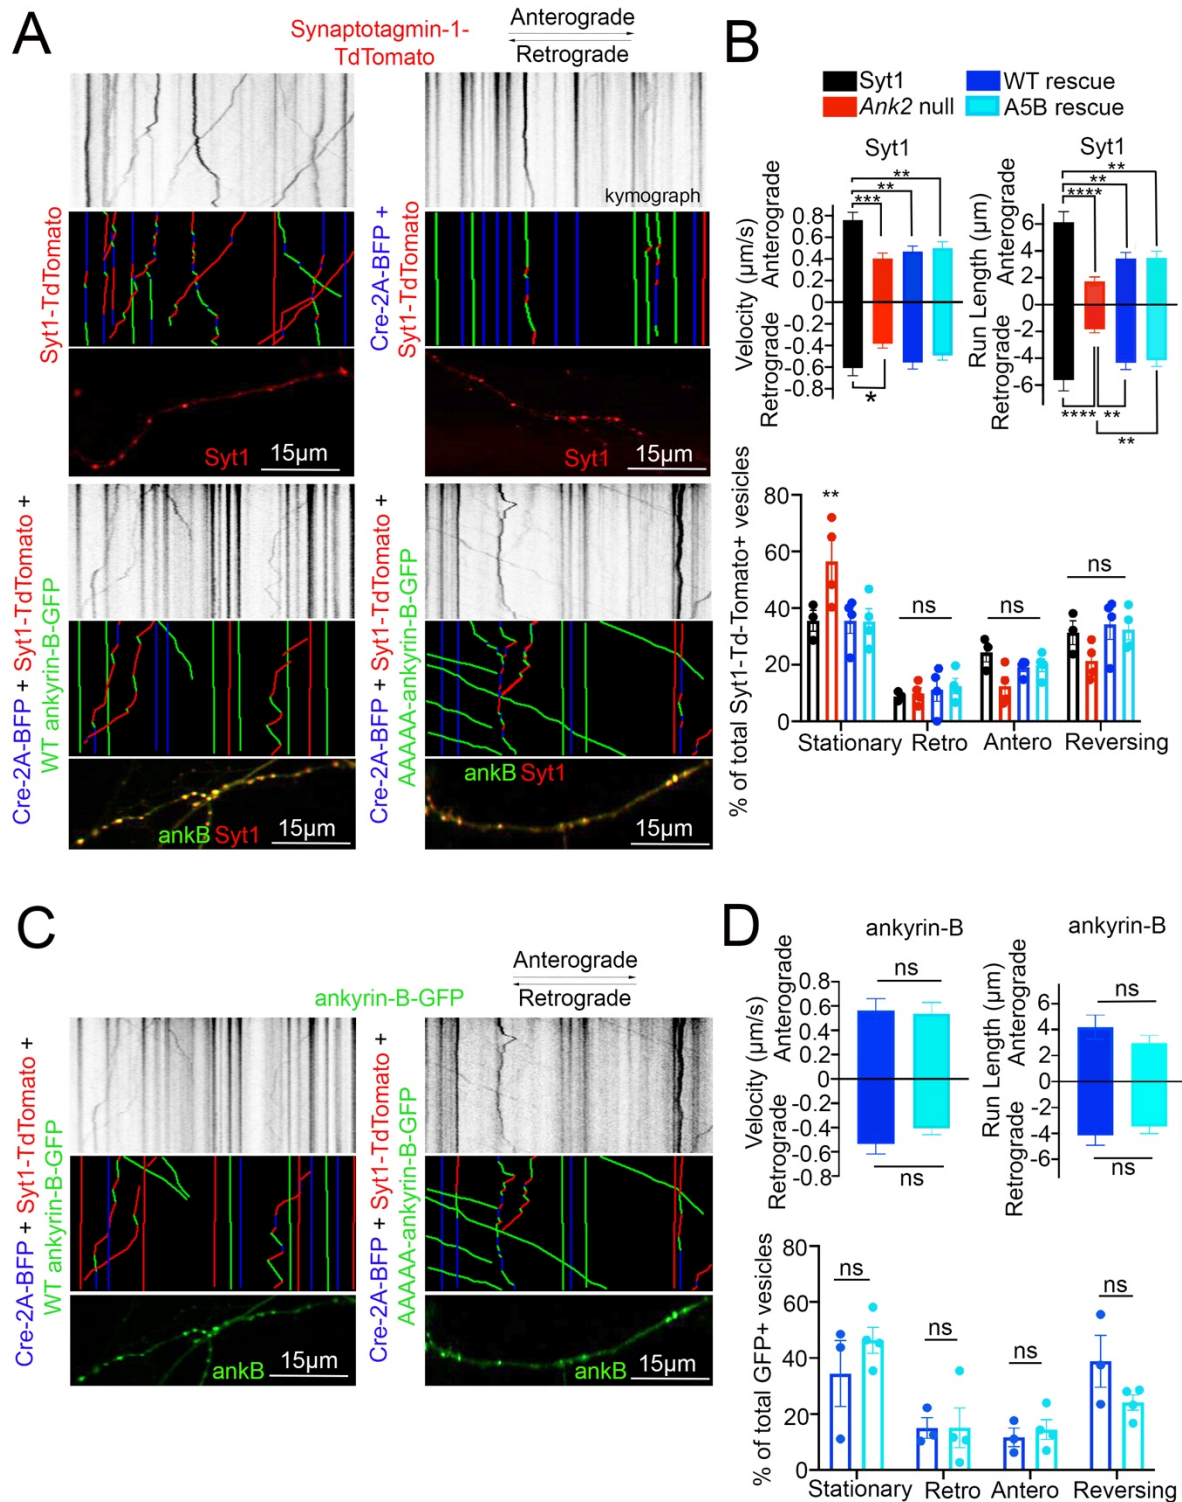 A
Synaptotagmin-1-
TdTomato
Anterograde
Retrograde
Syt1-TdTomato
Cre-2A-BFP +
Syt1-TdTomato
kymograph
Syt1
15µm
Syt1
15µm
Cre-2A-BFP + Syt1-TdTomato +
WT ankyrin-B-GFP
Cre-2A-BFP + Syt1-TdTomato +
AAAAA-ankyrin-B-GFP
ankB Syt1
15µm
ankB Syt1
15µm
B
Syt1
WT rescue
Ank2 null
A5B rescue
Syt1
Velocity (µm/s)
Retrograde Anterograde
0.8
0.6
0.4
0.2
0
-0.2
-0.4
-0.6
-0.8
**
**
***
*
Syt1
Run Length (µm)
Retrograde Anterograde
6
4
2
0
-2
-4
-6
**
**
****
**** **
**
% of total Syt1-Td-Tomato+ vesicles
80
60
40
20
0
**
ns
ns
ns
Stationary Retro Antero Reversing
C
ankyrin-B-GFP
Anterograde
Retrograde
Cre-2A-BFP + Syt1-TdTomato +
WT ankyrin-B-GFP
Cre-2A-BFP + Syt1-TdTomato +
AAAAA-ankyrin-B-GFP
ankB
15µm
ankB
15µm
D
ankyrin-B
Velocity (µm/s)
Retrograde Anterograde
0.8
0.6
0.4
0.2
0
-0.2
-0.4
-0.6
-0.8
ns
ns
ankyrin-B
Run Length (µm)
Retrograde Anterograde
6
4
2
0
-2
-4
-6
ns
ns
% of total GFP+ vesicles
80
60
40
20
0
ns
ns
ns
ns
Stationary Retro Antero Reversing